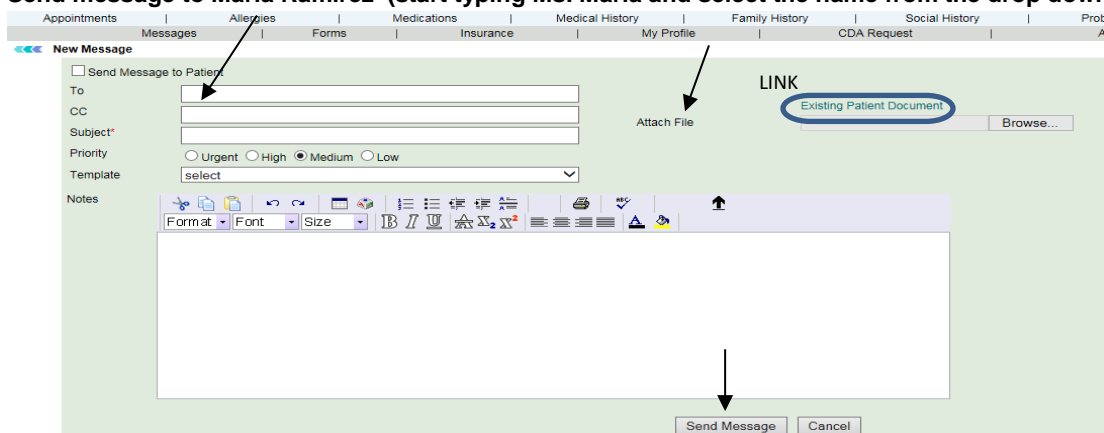 Send message to Maria Ramirez (start typing Ms. Maria and select the name from the drop down
Appointments | Allergies | Medications | Medical History | Family History | Social History |
Messages | Forms | Insurance | My Profile | CDA Request |
New Message
Send Message to Patient
LINK
To
Existing Patient Document
CC
Attach File
Browse...
Subject*
Priority
Urgent High Medium Low
Template
select
Notes
ABC
Format Font Size B I U
Send Message Cancel